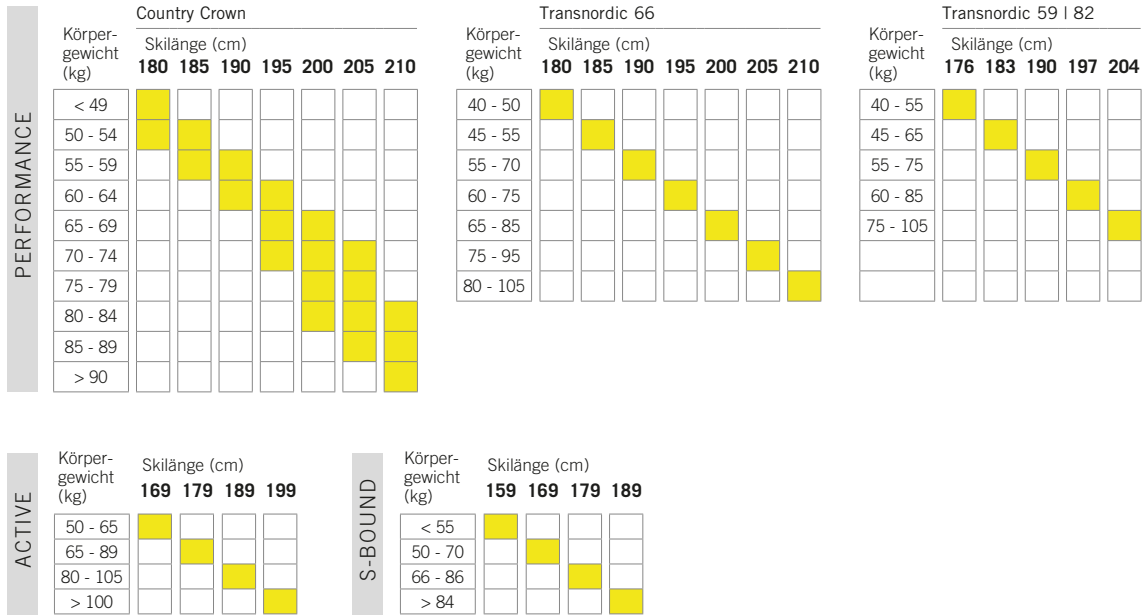 PERFORMANCE
Country Crown
Körper-
gewicht
(kg)
Skilänge (cm)
180 185 190 195 200 205 210
< 49
50 - 54
55 - 59
60 - 64
65 - 69
70 - 74
75 - 79
80 - 84
85 - 89
> 90
Transnordic 66
Körper-
gewicht
(kg)
Skilänge (cm)
180 185 190 195 200 205 210
40 - 50
45 - 55
55 - 70
60 - 75
65 - 85
75 - 95
80 - 105
Transnordic 59 | 82
Körper-
gewicht
(kg)
Skilänge (cm)
176 183 190 197 204
40 - 55
45 - 65
55 - 75
60 - 85
75 - 105
ACTIVE
Körper-
gewicht
(kg)
Skilänge (cm)
169 179 189 199
50 - 65
65 - 89
80 - 105
> 100
S-BOUND
Körper-
gewicht
(kg)
Skilänge (cm)
159 169 179 189
< 55
50 - 70
66 - 86
> 84